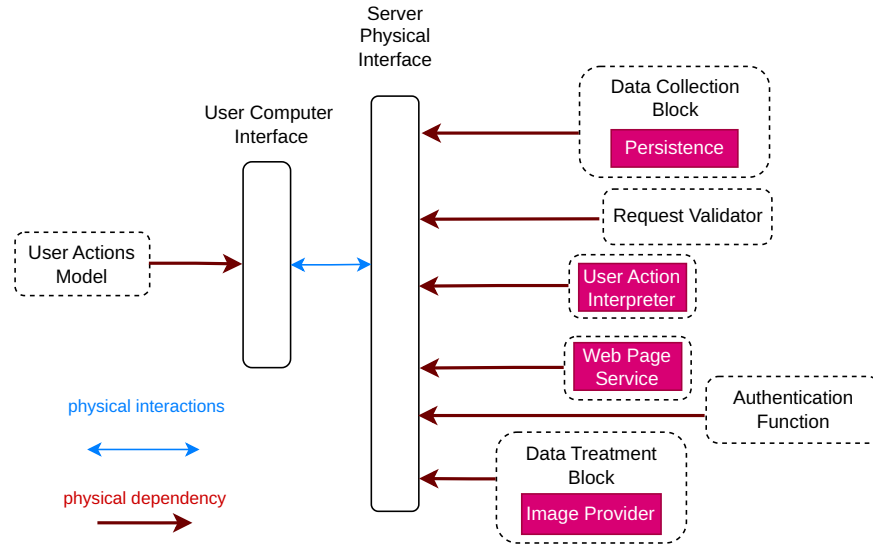 Server
Physical
Interface
User Computer
Interface
Data Collection
Block
Persistence
Request Validator
User Actions
Model
User Action
Interpreter
Web Page
Service
Authentication
Function
physical interactions
Data Treatment
Block
physical dependency
Image Provider